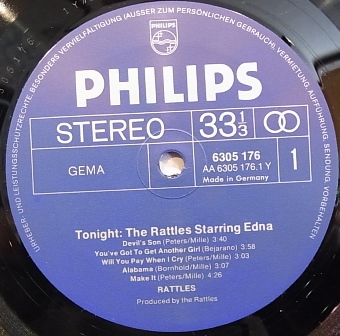 URHEBER- UND LEISTUNGSSCHUTZRECHTE, BESONDERS VERVIELFÄLTIGUNG (AUSSER ZUM PERSÖNLICHEN GEBRAUCH), VERMIETUNG, AUFFÜHRUNG, SENDUNG, VORBEHALTEN
PHILIPS
PHILIPS
STEREO 33 1/3
GEMA
6305 176
AA 6305 176.1 Y
Made in Germany
1
Tonight: The Rattles Starring Edna
Devil's Son (Peters/Mille) 3:40
You've Got To Get Another Girl (Bejarano) 3:58
Will You Pay When I Cry (Peters/Mille) 3:03
Alabama (Bornhold/Mille) 3:07
Make It (Peters/Mille) 4:26
RATTLES
Produced by the Rattles